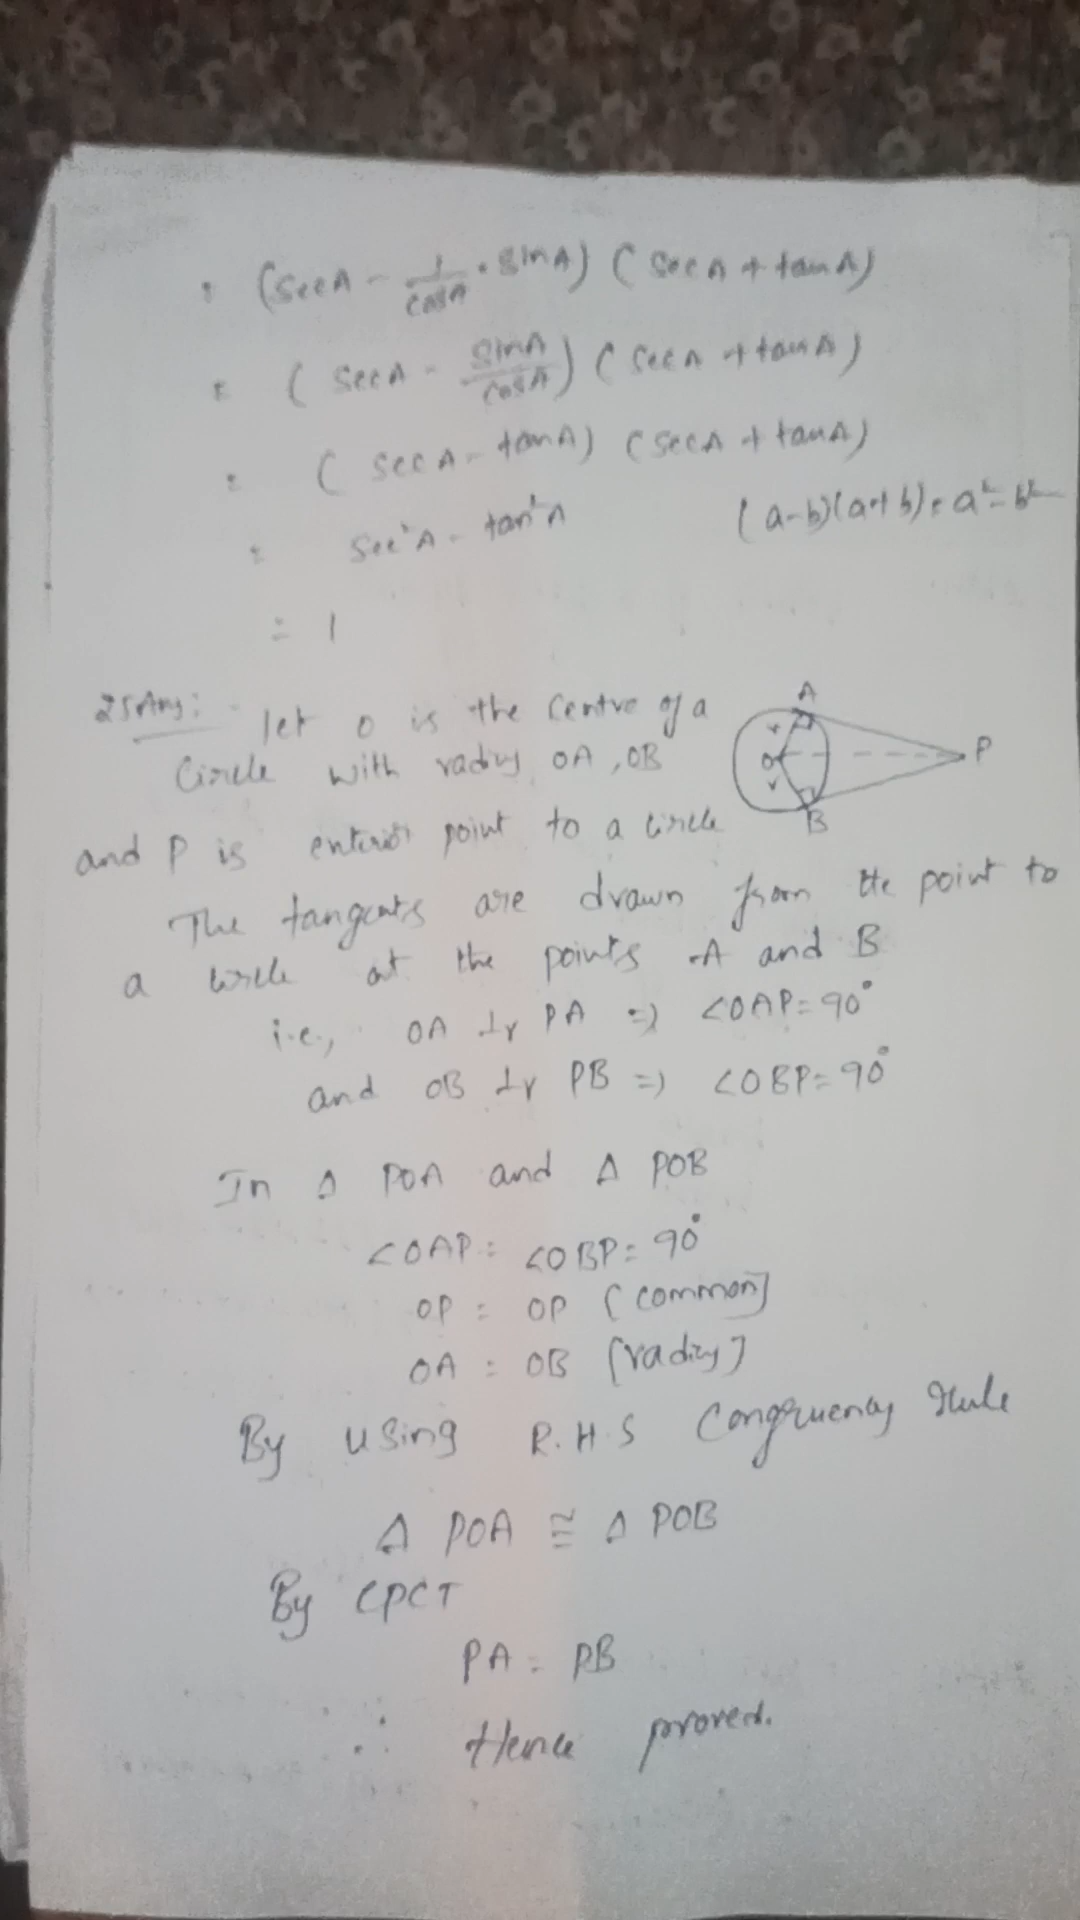 = (SecA - 1/cosA . SinA) (SecA + tanA)
= (SecA - SinA/CosA) (SecA + tanA)
= (SecA - tanA) (SecA + tanA)
= Sec²A - tan²A (a-b)(a+b) = a² - b²
= 1
25Ans: let O is the Centre of a
Circle with radius OA, OB
A
r
O
r
P
B
and P is point to a circle
The tangents are drawn from the point to
a circle at the points A and B
i.e., OA ⊥r PA => ∠OAP = 90°
and OB ⊥r PB => ∠OBP = 90°
In Δ POA and Δ POB
∠OAP = ∠OBP = 90°
OP = OP (common]
OA = OB [radius]
By using R.H.S Congruency rule
Δ POA ≅ Δ POB
By CPCT
PA = PB
∴ Hence proved.